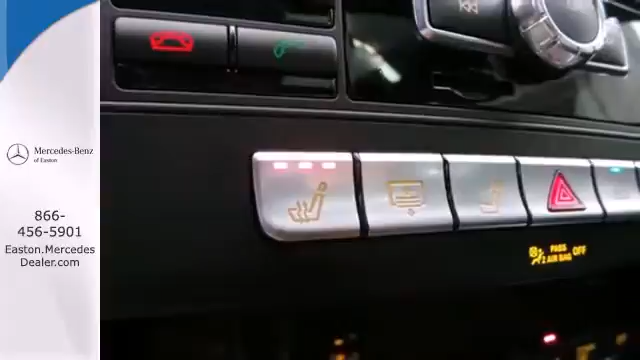 Mercedes-Benz
of Easton
866-
456-5901
Easton.Mercedes
Dealer.com
PASS
AIR BAG OFF